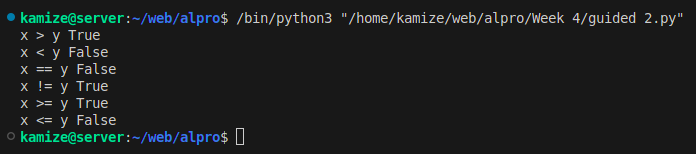 kamize@server:~/web/alpro$ /bin/python3 "/home/kamize/web/alpro/Week 4/guided 2.py"
x > y True
x < y False
x == y False
x != y True
x >= y True
x <= y False
kamize@server:~/web/alpro$